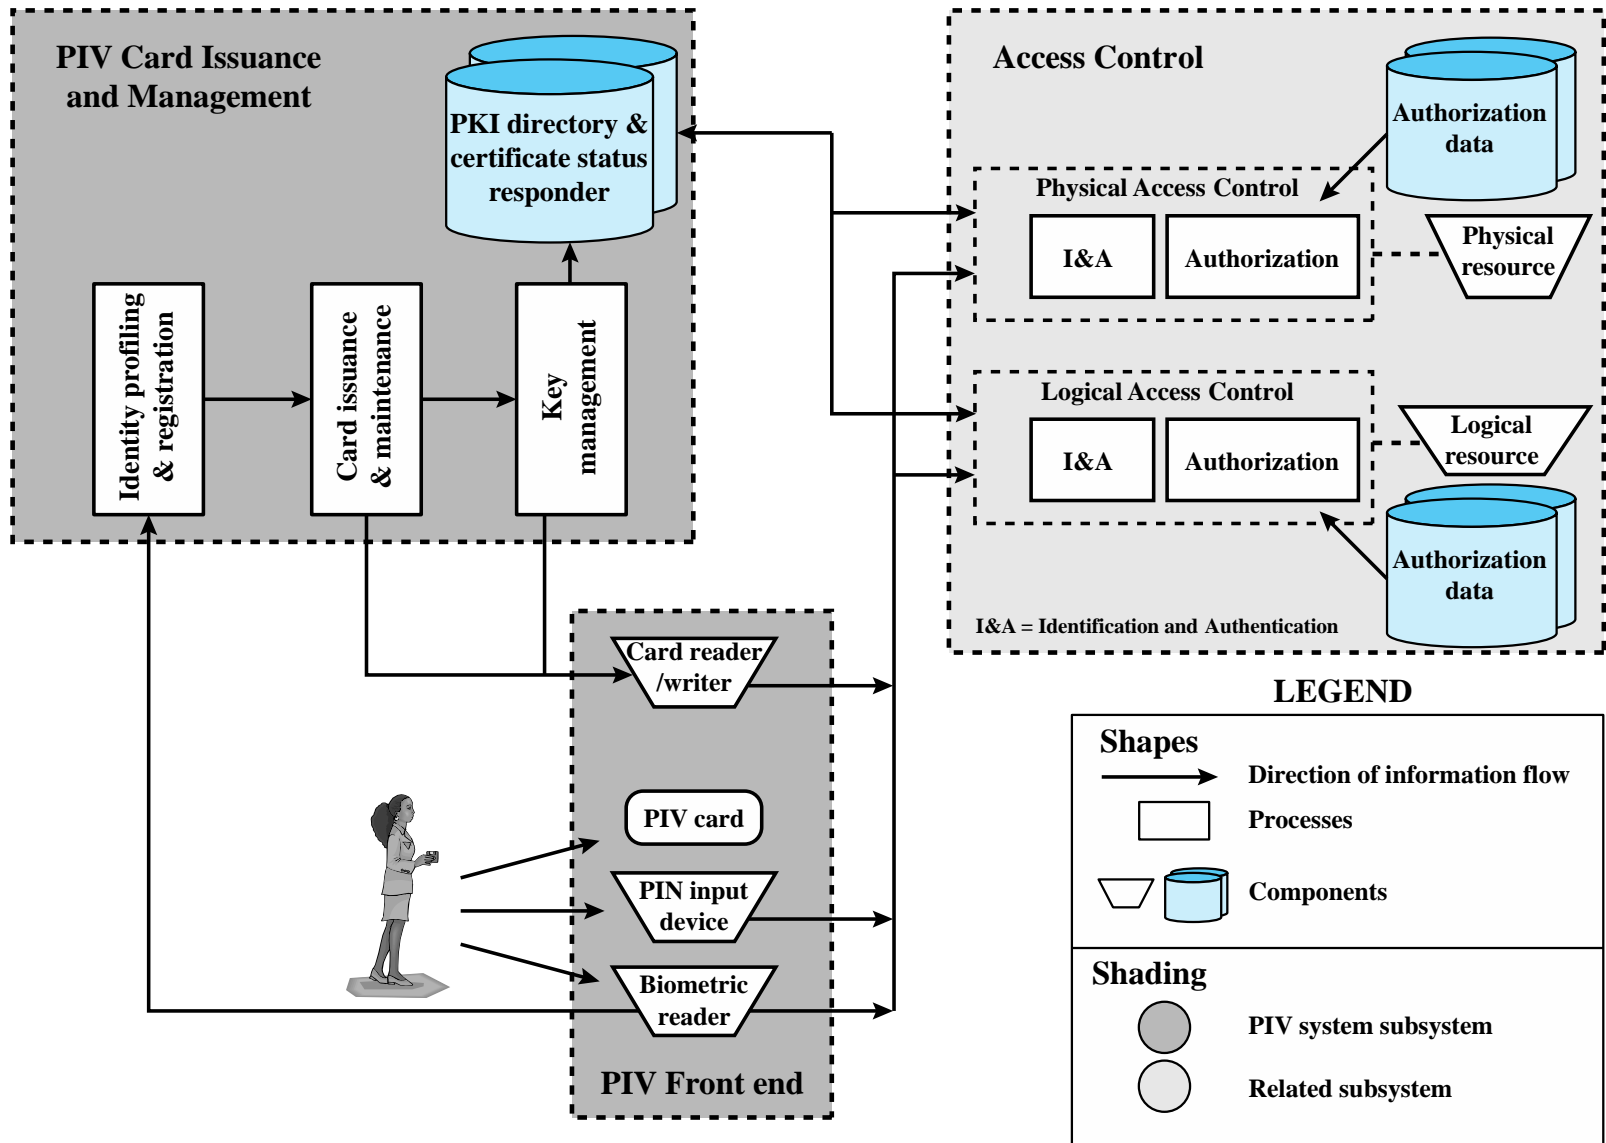 PIV Card Issuance
and Management
PKI directory &
certificate status
responder
Identity profiling
& registration
Card issuance
& maintenance
Key
management
Access Control
Authorization
data
Physical Access Control
I&A
Authorization
Physical
resource
Logical Access Control
I&A
Authorization
Logical
resource
Authorization
data
I&A = Identification and Authentication
Card reader
/writer
PIV card
PIN input
device
Biometric
reader
PIV Front end
LEGEND
Shapes
Direction of information flow
Processes
Components
Shading
PIV system subsystem
Related subsystem